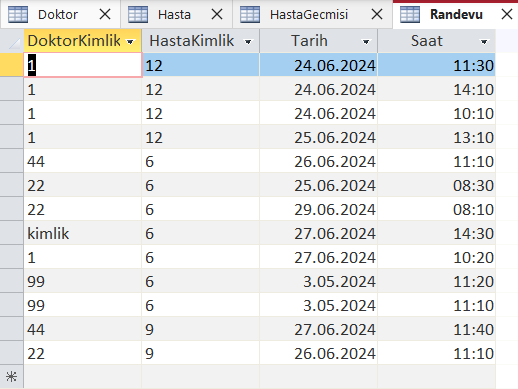 Doktor Hasta HastaGecmisi Randevu
DoktorKimlik HastaKimlik Tarih Saat
1 12 24.06.2024 11:30
1 12 24.06.2024 14:10
1 12 24.06.2024 10:10
1 12 25.06.2024 13:10
44 6 26.06.2024 11:10
22 6 25.06.2024 08:30
22 6 29.06.2024 08:10
kimlik 6 27.06.2024 14:30
1 6 27.06.2024 10:20
99 6 3.05.2024 11:20
99 6 3.05.2024 11:10
44 9 27.06.2024 11:40
22 9 26.06.2024 11:10